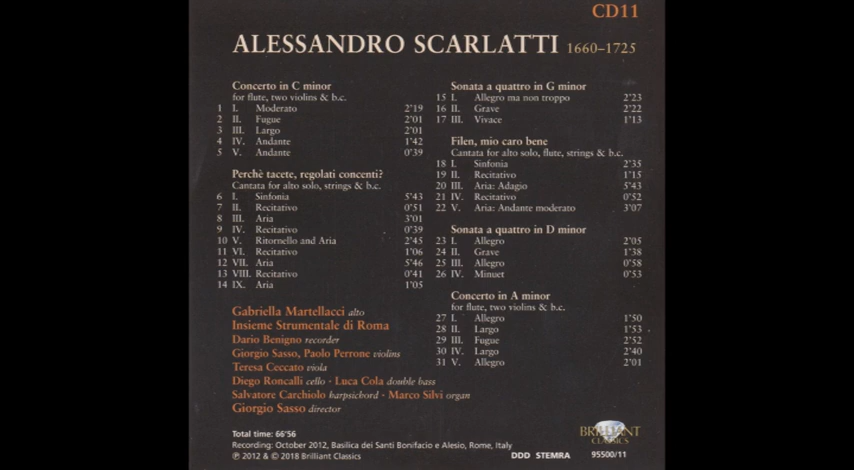 CD11
ALESSANDRO SCARLATTI 1660–1725
Concerto in C minor
for flute, two violins & b.c.
1 I. Moderato 2'19
2 II. Fugue 2'01
3 III. Largo 2'01
4 IV. Andante 1'42
5 V. Andante 0'39
Perchè tacete, regolati concenti?
Cantata for alto solo, strings & b.c.
6 I. Sinfonia 5'43
7 II. Recitativo 0'51
8 III. Aria 3'01
9 IV. Recitativo 0'39
10 V. Ritornello and Aria 2'45
11 VI. Recitativo 1'06
12 VII. Aria 5'46
13 VIII. Recitativo 0'41
14 IX. Aria 1'05
Gabriella Martellacci alto
Insieme Strumentale di Roma
Dario Benigno recorder
Giorgio Sasso, Paolo Perrone violins
Teresa Ceccato viola
Diego Roncalli cello · Luca Cola double bass
Salvatore Carchiolo harpsichord · Marco Silvi organ
Giorgio Sasso director
Sonata a quattro in G minor
15 I. Allegro ma non troppo 2'23
16 II. Grave 2'22
17 III. Vivace 1'13
Filen, mio caro bene
Cantata for alto solo, flute, strings & b.c.
18 I. Sinfonia 2'35
19 II. Recitativo 1'15
20 III. Aria: Adagio 5'43
21 IV. Recitativo 0'52
22 V. Aria: Andante moderato 3'07
Sonata a quattro in D minor
23 I. Allegro 2'05
24 II. Grave 1'38
25 III. Allegro 0'58
26 IV. Minuet 0'53
Concerto in A minor
for flute, two violins & b.c.
27 I. Allegro 1'50
28 II. Largo 1'53
29 III. Fugue 2'52
30 IV. Largo 2'40
31 V. Allegro 2'01
Total time: 66'56
Recording: October 2012, Basilica dei Santi Bonifacio e Alesio, Rome, Italy
℗ 2012 & © 2018 Brilliant Classics
DDD STEMRA
BRILLIANT
CLASSICS
95500/11